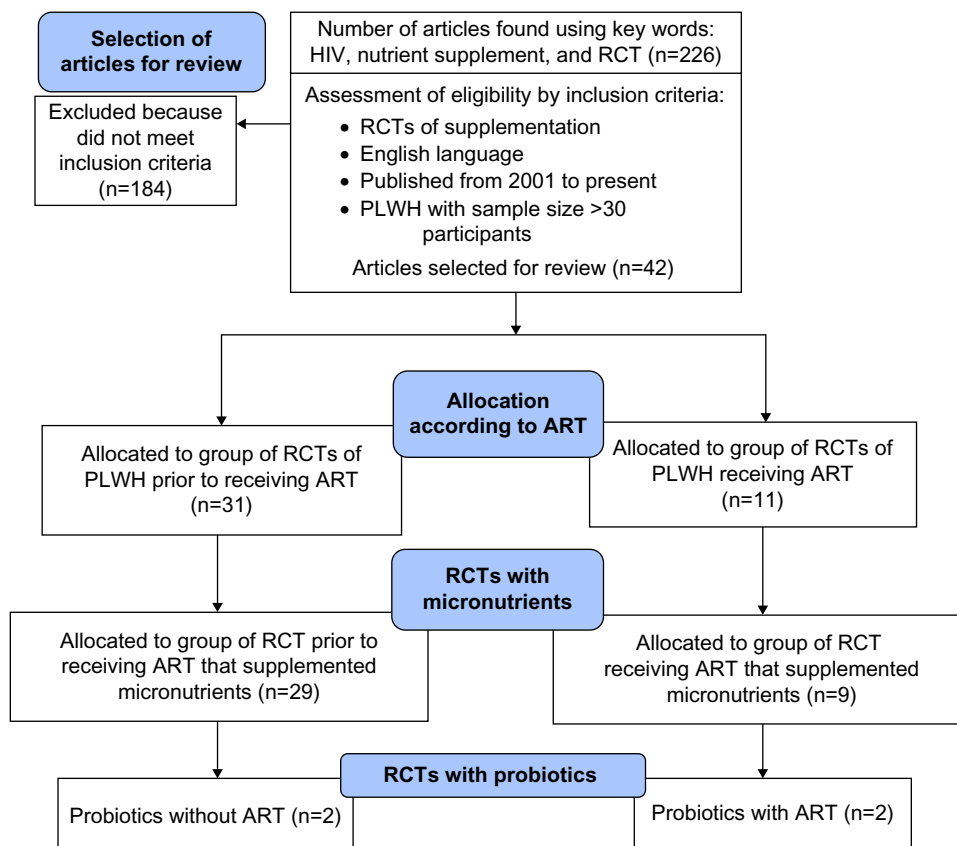 Selection of
articles for review
Number of articles found using key words:
HIV, nutrient supplement, and RCT (n=226)
Excluded because
did not meet
inclusion criteria
(n=184)
Assessment of eligibility by inclusion criteria:
• RCTs of supplementation
• English language
• Published from 2001 to present
• PLWH with sample size >30
participants
Articles selected for review (n=42)
Allocation
according to ART
Allocated to group of RCTs of
PLWH prior to receiving ART
(n=31)
Allocated to group of RCTs of
PLWH receiving ART
(n=11)
RCTs with
micronutrients
Allocated to group of RCT prior to
receiving ART that supplemented
micronutrients (n=29)
Allocated to group of RCT
receiving ART that supplemented
micronutrients (n=9)
RCTs with probiotics
Probiotics without ART (n=2)
Probiotics with ART (n=2)